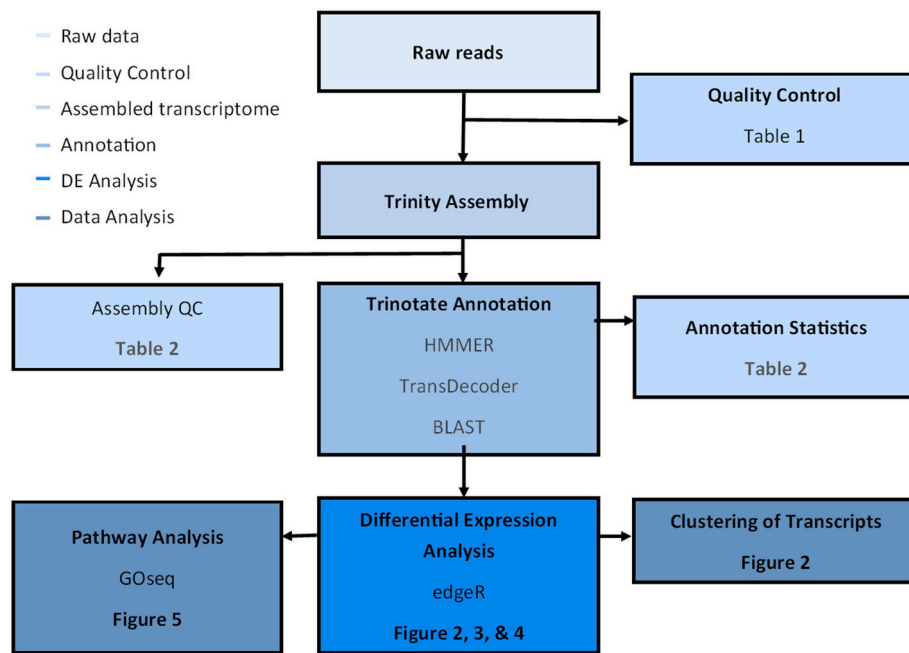 Raw data
Quality Control
Assembled transcriptome
Annotation
DE Analysis
Data Analysis
Raw reads
Quality Control
Table 1
Trinity Assembly
Assembly QC
Table 2
Trinotate Annotation
HMMER
TransDecoder
BLAST
Annotation Statistics
Table 2
Pathway Analysis
GOseq
Figure 5
Differential Expression
Analysis
edgeR
Figure 2, 3, & 4
Clustering of Transcripts
Figure 2